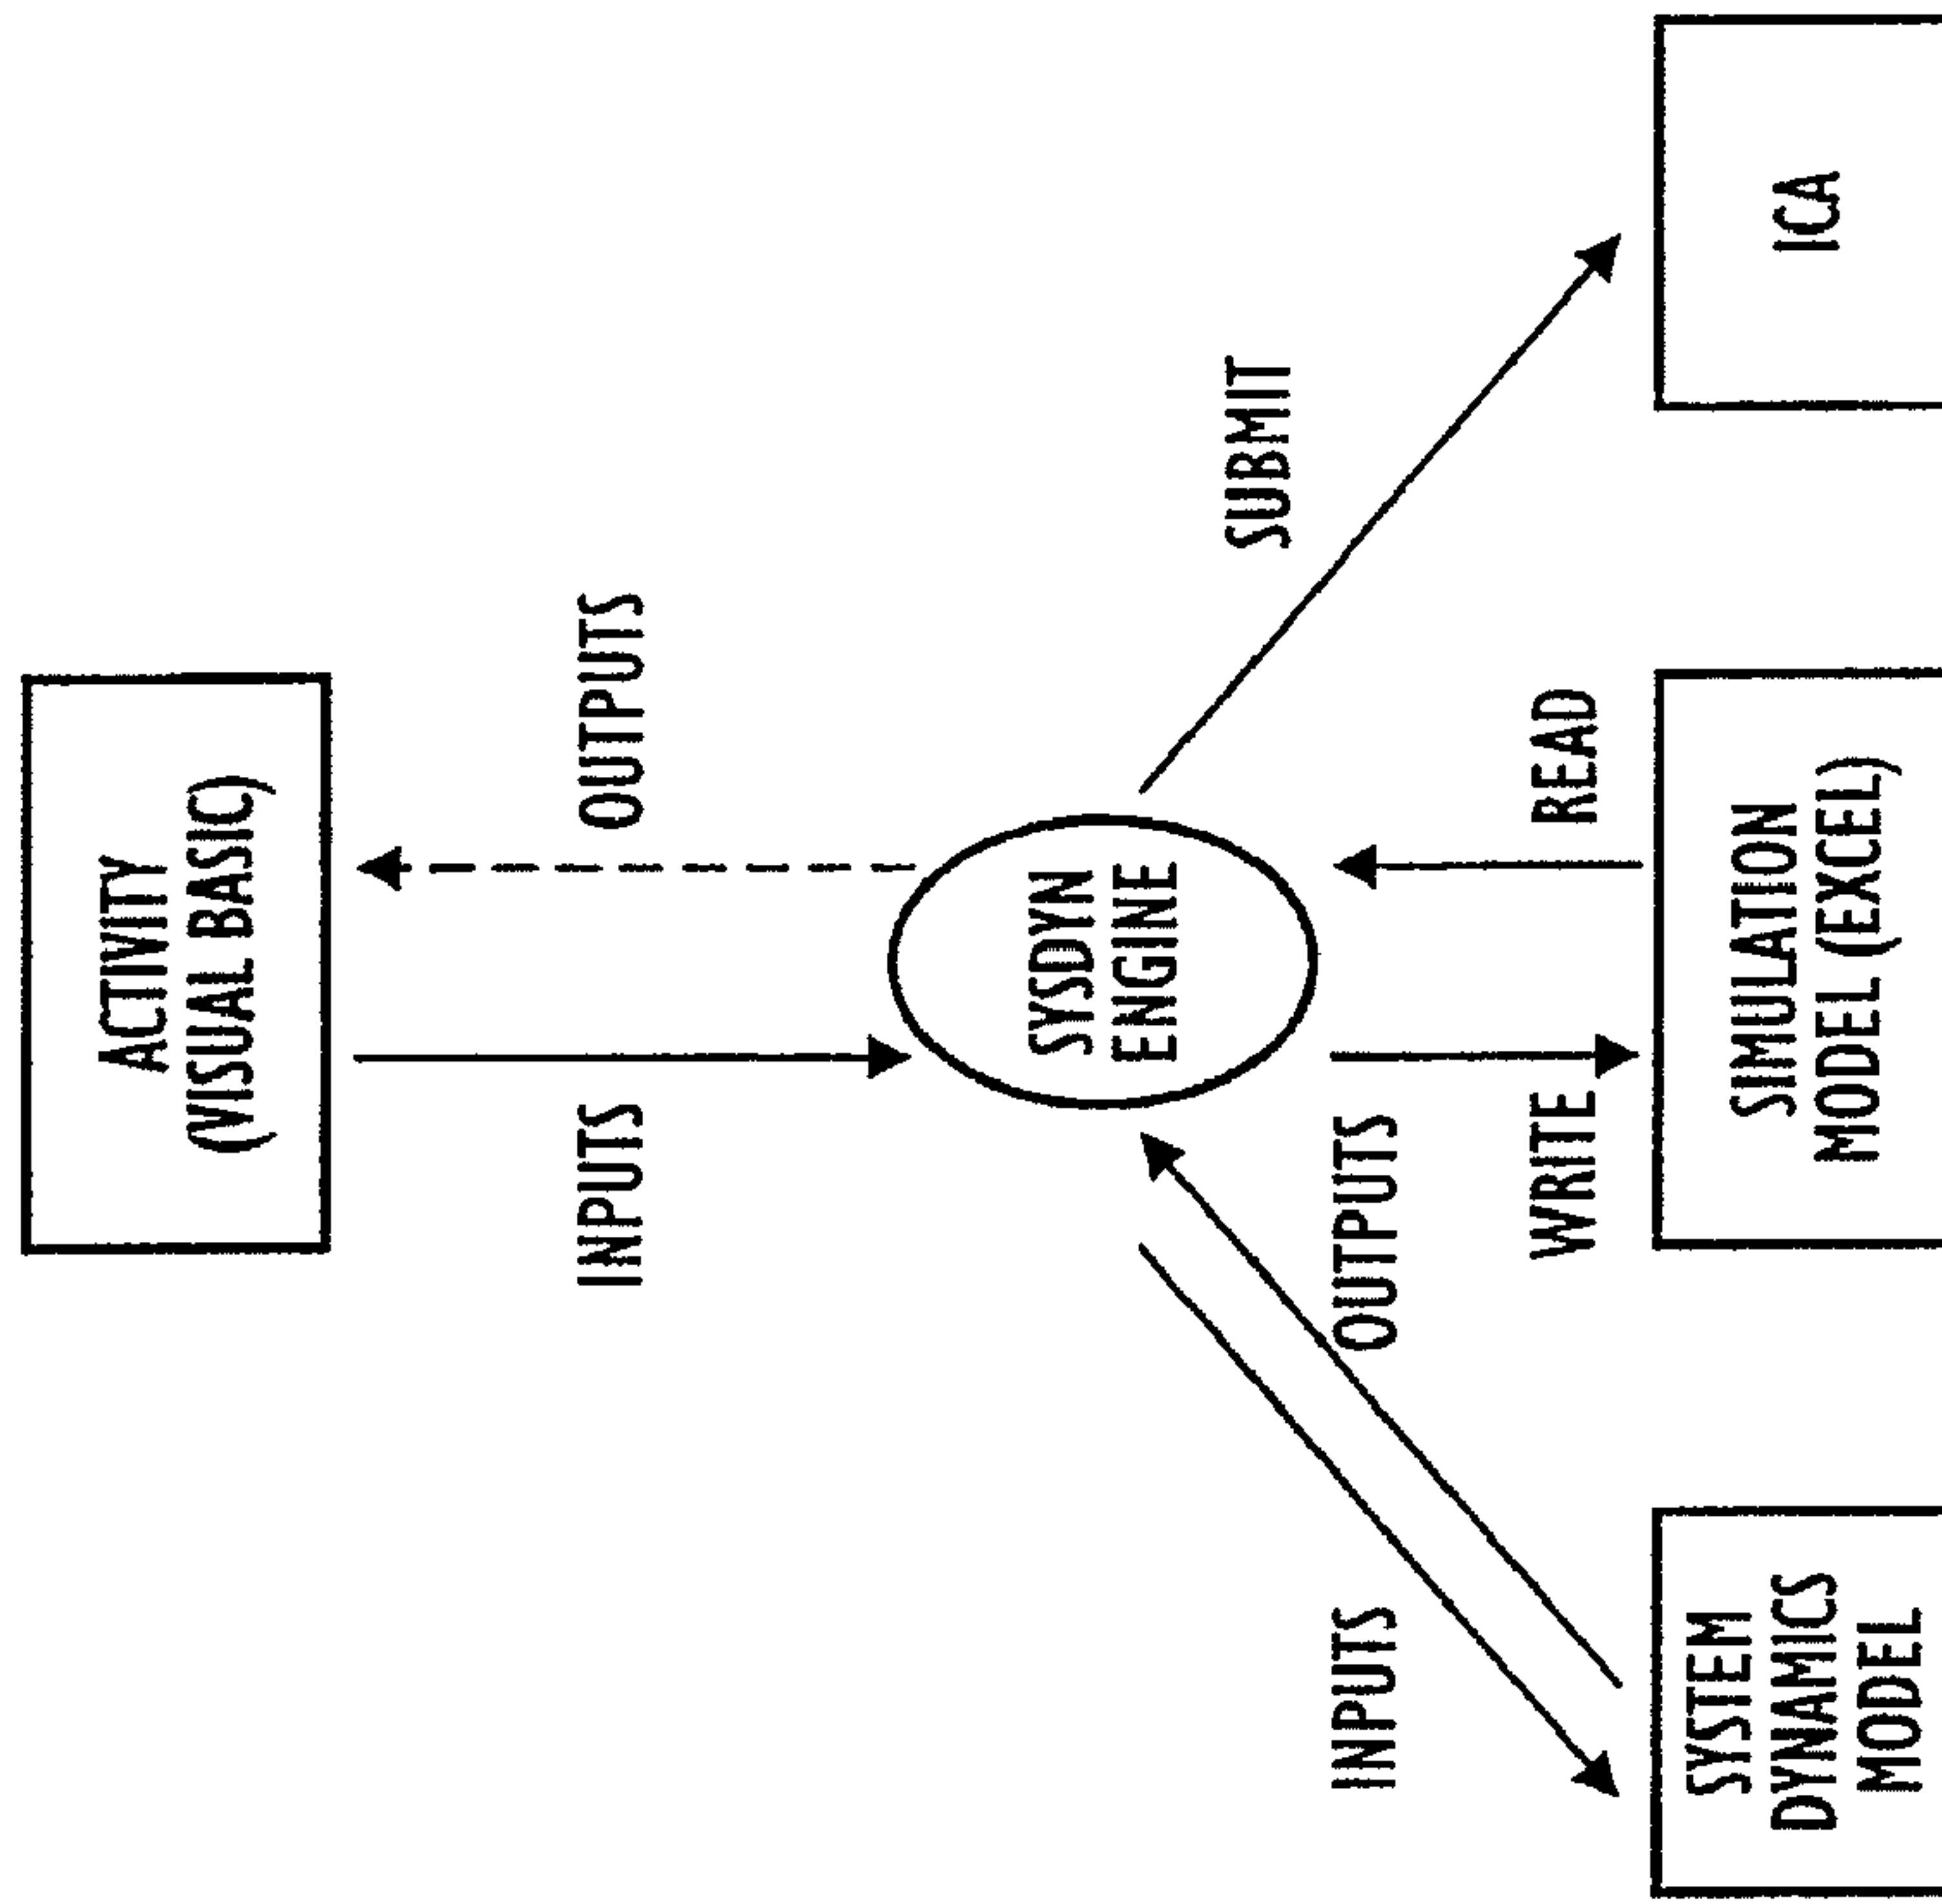 ACTIVITY
(VISUAL BASIC)
INPUTS
OUTPUTS
SYSDYN
ENGINE
SUBMIT
INPUTS
OUTPUTS
WRITE
READ
SYSTEM
DYNAMICS
MODEL
SIMULATION
MODEL (EXCEL)
ICA